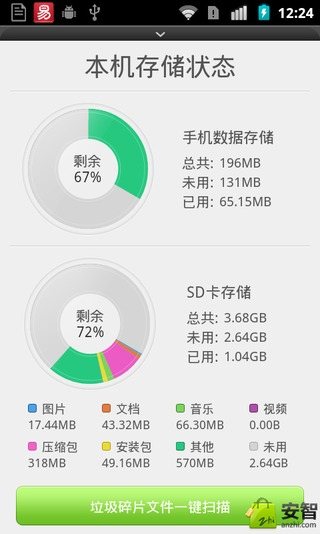 易
12:24
本机存储状态
剩余
67%
手机数据存储
总共: 196MB
未用: 131MB
已用: 65.15MB
剩余
72%
SD卡存储
总共: 3.68GB
未用: 2.64GB
已用: 1.04GB
图片 文档 音乐 视频
17.44MB 43.32MB 66.30MB 0.00B
压缩包 安装包 其他 未用
318MB 49.16MB 570MB 2.64GB
垃圾碎片文件一键扫描
zhi 安智
anzhi.com